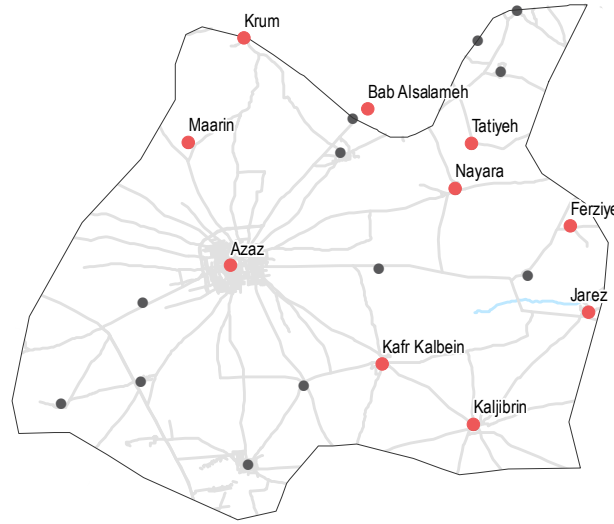 Krum
Bab Alsalameh
Maarin
Tatiyeh
Nayara
Ferziye
Azaz
Jarez
Kafr Kalbein
Kaljibrin